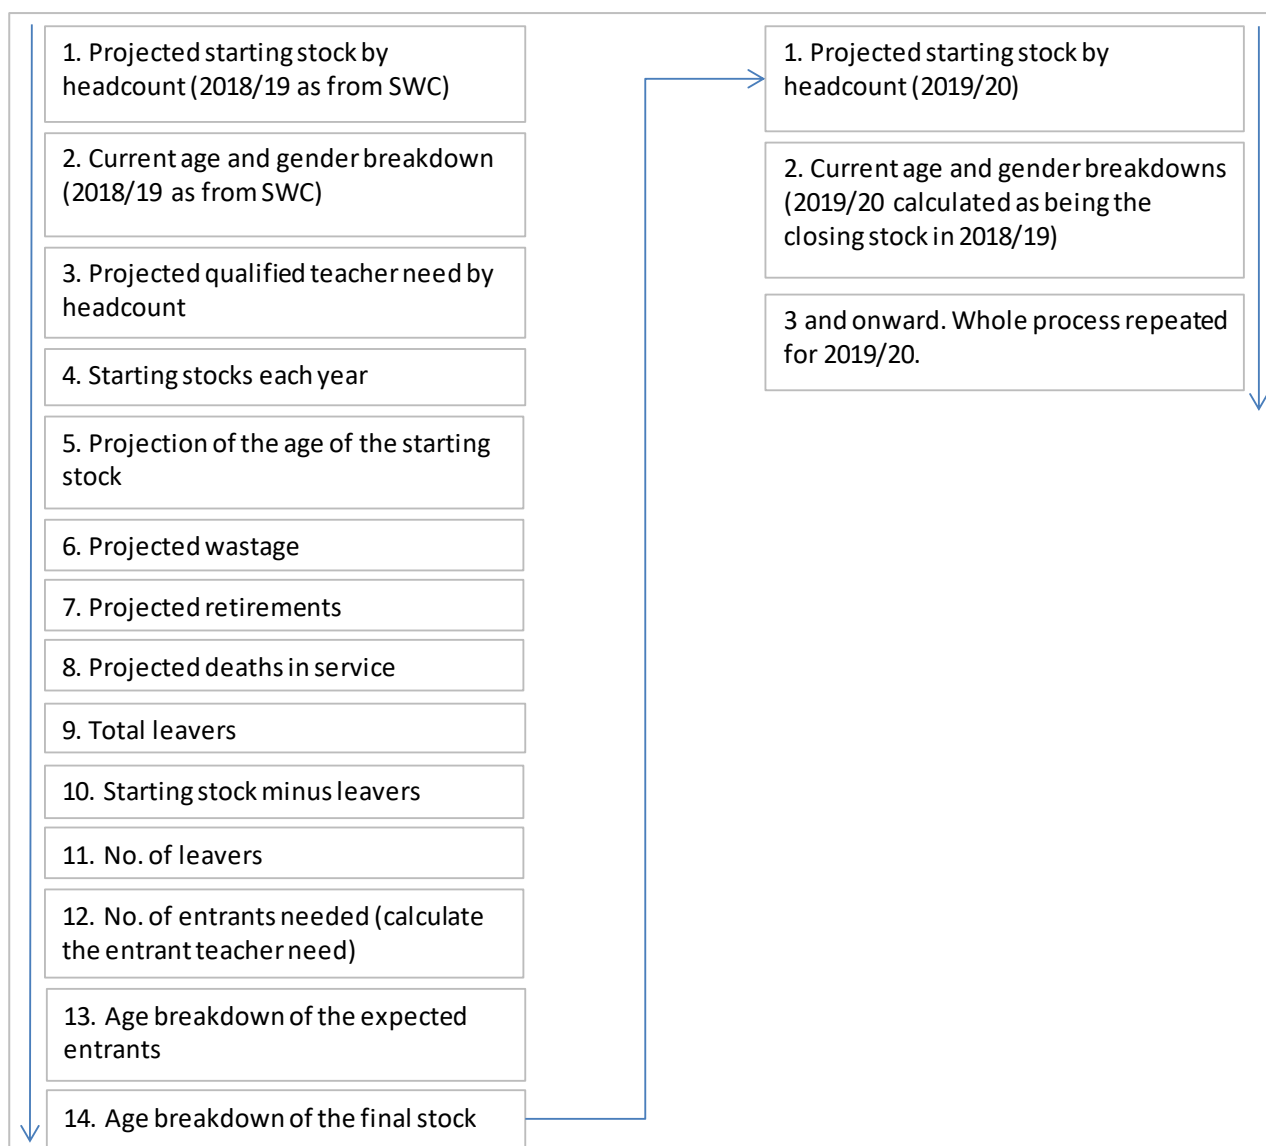 1. Projected starting stock by
headcount (2018/19 as from SWC)
2. Current age and gender breakdown
(2018/19 as from SWC)
3. Projected qualified teacher need by
headcount
4. Starting stocks each year
5. Projection of the age of the starting
stock
6. Projected wastage
7. Projected retirements
8. Projected deaths in service
9. Total leavers
10. Starting stock minus leavers
11. No. of leavers
12. No. of entrants needed (calculate
the entrant teacher need)
13. Age breakdown of the expected
entrants
14. Age breakdown of the final stock
1. Projected starting stock by
headcount (2019/20)
2. Current age and gender breakdowns
(2019/20 calculated as being the
closing stock in 2018/19)
3 and onward. Whole process repeated
for 2019/20.